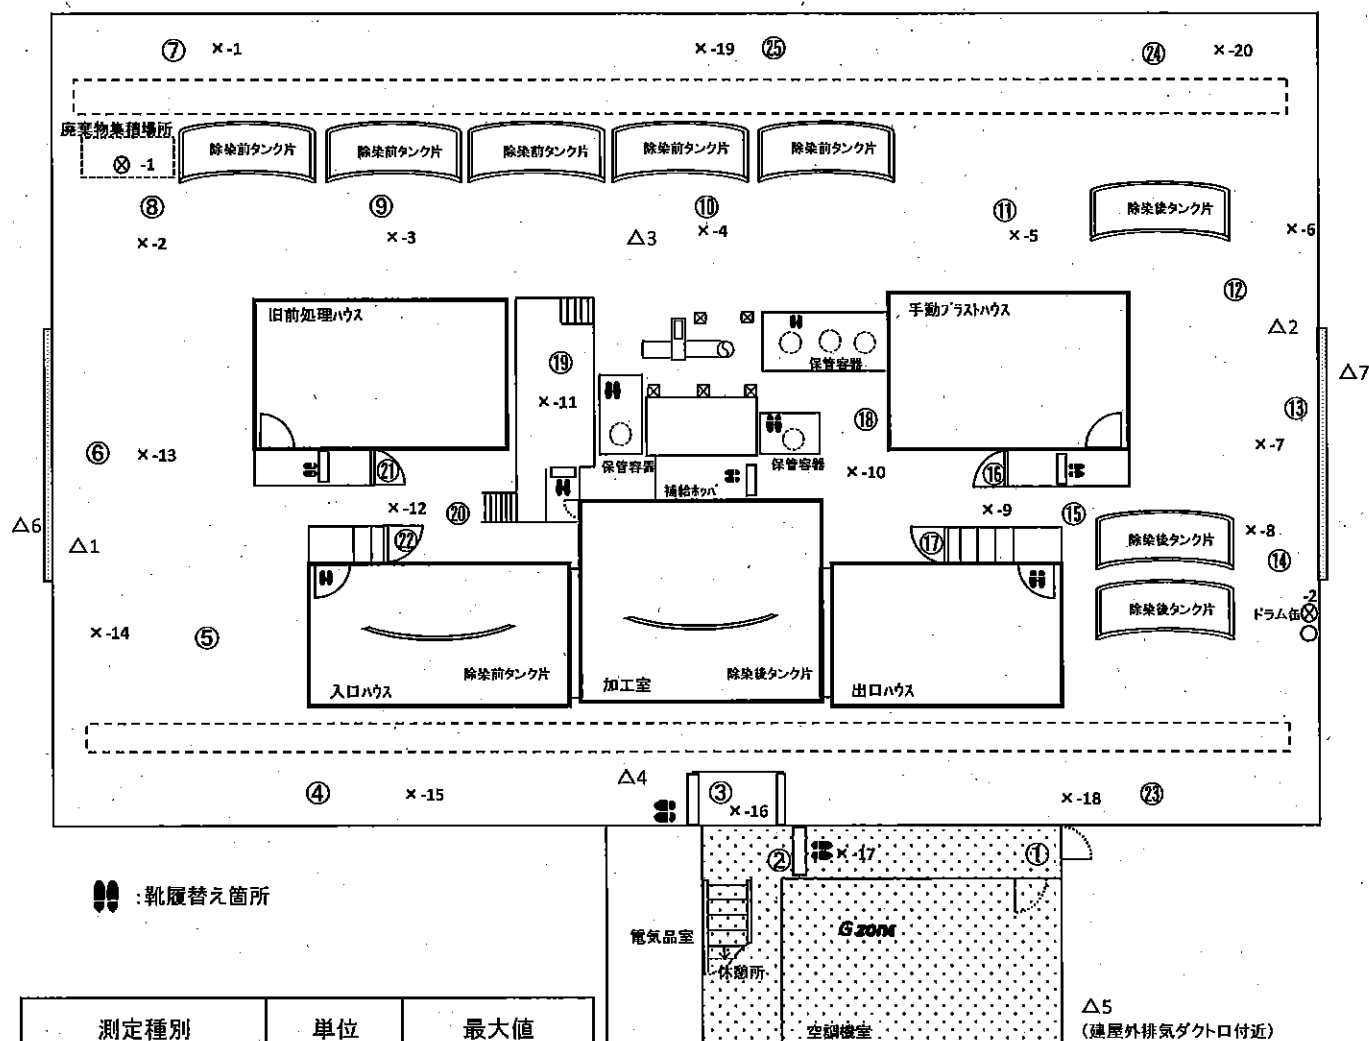 ⑦ ×-1 ×-19 ㉕ ㉔ ×-20
廃棄物集積場所
⊗ -1
除染前タンク片
除染前タンク片
除染前タンク片
除染前タンク片
除染前タンク片
除染後タンク片
⑧ ⑨ ⑩ ⑪
×-2 ×-3 △3 ×-4 ×-5 ×-6
⑫
旧前処理ハウス
手動ブラストハウス
△2
△7
保管容器
⑲
×-11
⑱
⑬
×-7
⑥ ×-13
保管容器
保管容器
×-10
㉑
⑯
補給ホッパ
×-12 ⑳
×-9 ⑮
△6
△1
㉒
⑰
除染後タンク片
×-8
⑭
除染後タンク片
-2
ドラム缶
×-14 ⑤
除染前タンク片
除染後タンク片
入口ハウス
加工室
出口ハウス
④ ×-15 △4 ③ ×-16 ×-18 ㉓
② ×-17 ①
:靴履替え箇所
電気品室
G zone
休憩所
空調機室
△5
(建屋外排気ダクト口付近)
測定種別 単位 最大値